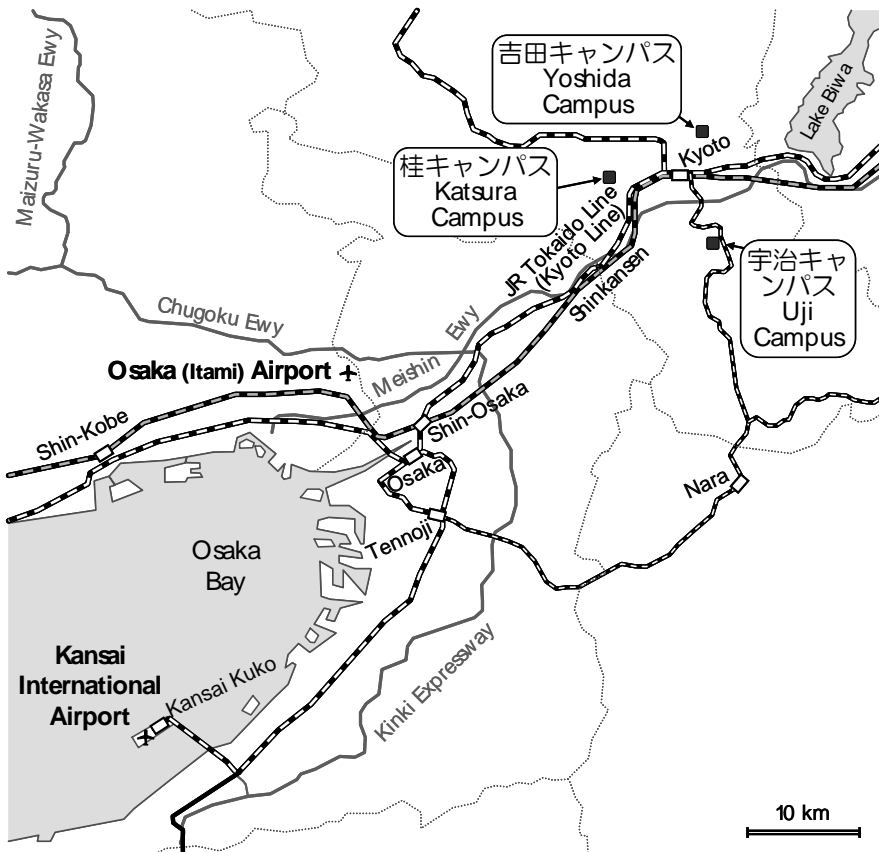 吉田キャンパス
Yoshida
Campus
Maizuru-Wakasa Ewy
Lake Biwa
Kyoto
桂キャンパス
Katsura
Campus
JR Tokaido Line
(Kyoto Line)
Shinkansen
宇治キャ
ンパス
Uji
Campus
Chugoku Ewy
Meishin Ewy
Osaka (Itami) Airport
Shin-Kobe
Shin-Osaka
Osaka
Nara
Tennoji
Osaka
Bay
Kansai
International
Airport
Kansai Kuko
Kinki Expressway
10 km